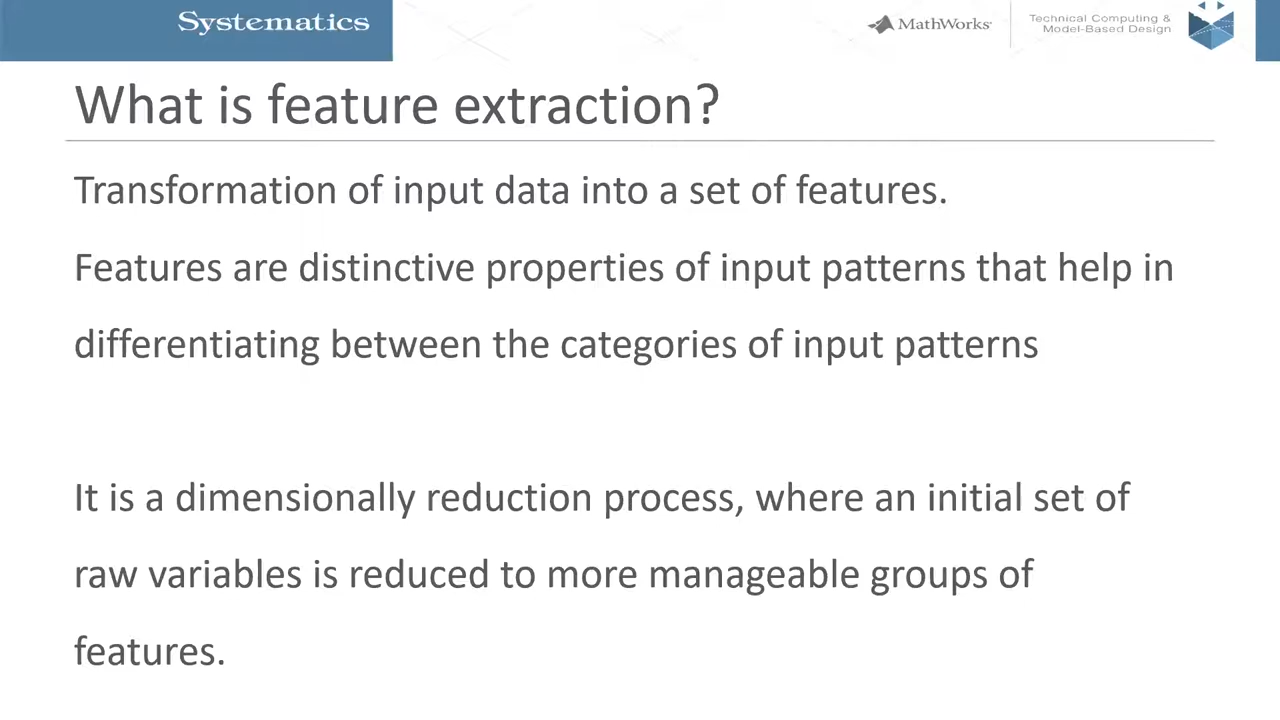 Systematics
MathWorks
Technical Computing &
Model-Based Design
What is feature extraction?
Transformation of input data into a set of features.
Features are distinctive properties of input patterns that help in
differentiating between the categories of input patterns
It is a dimensionally reduction process, where an initial set of
raw variables is reduced to more manageable groups of
features.